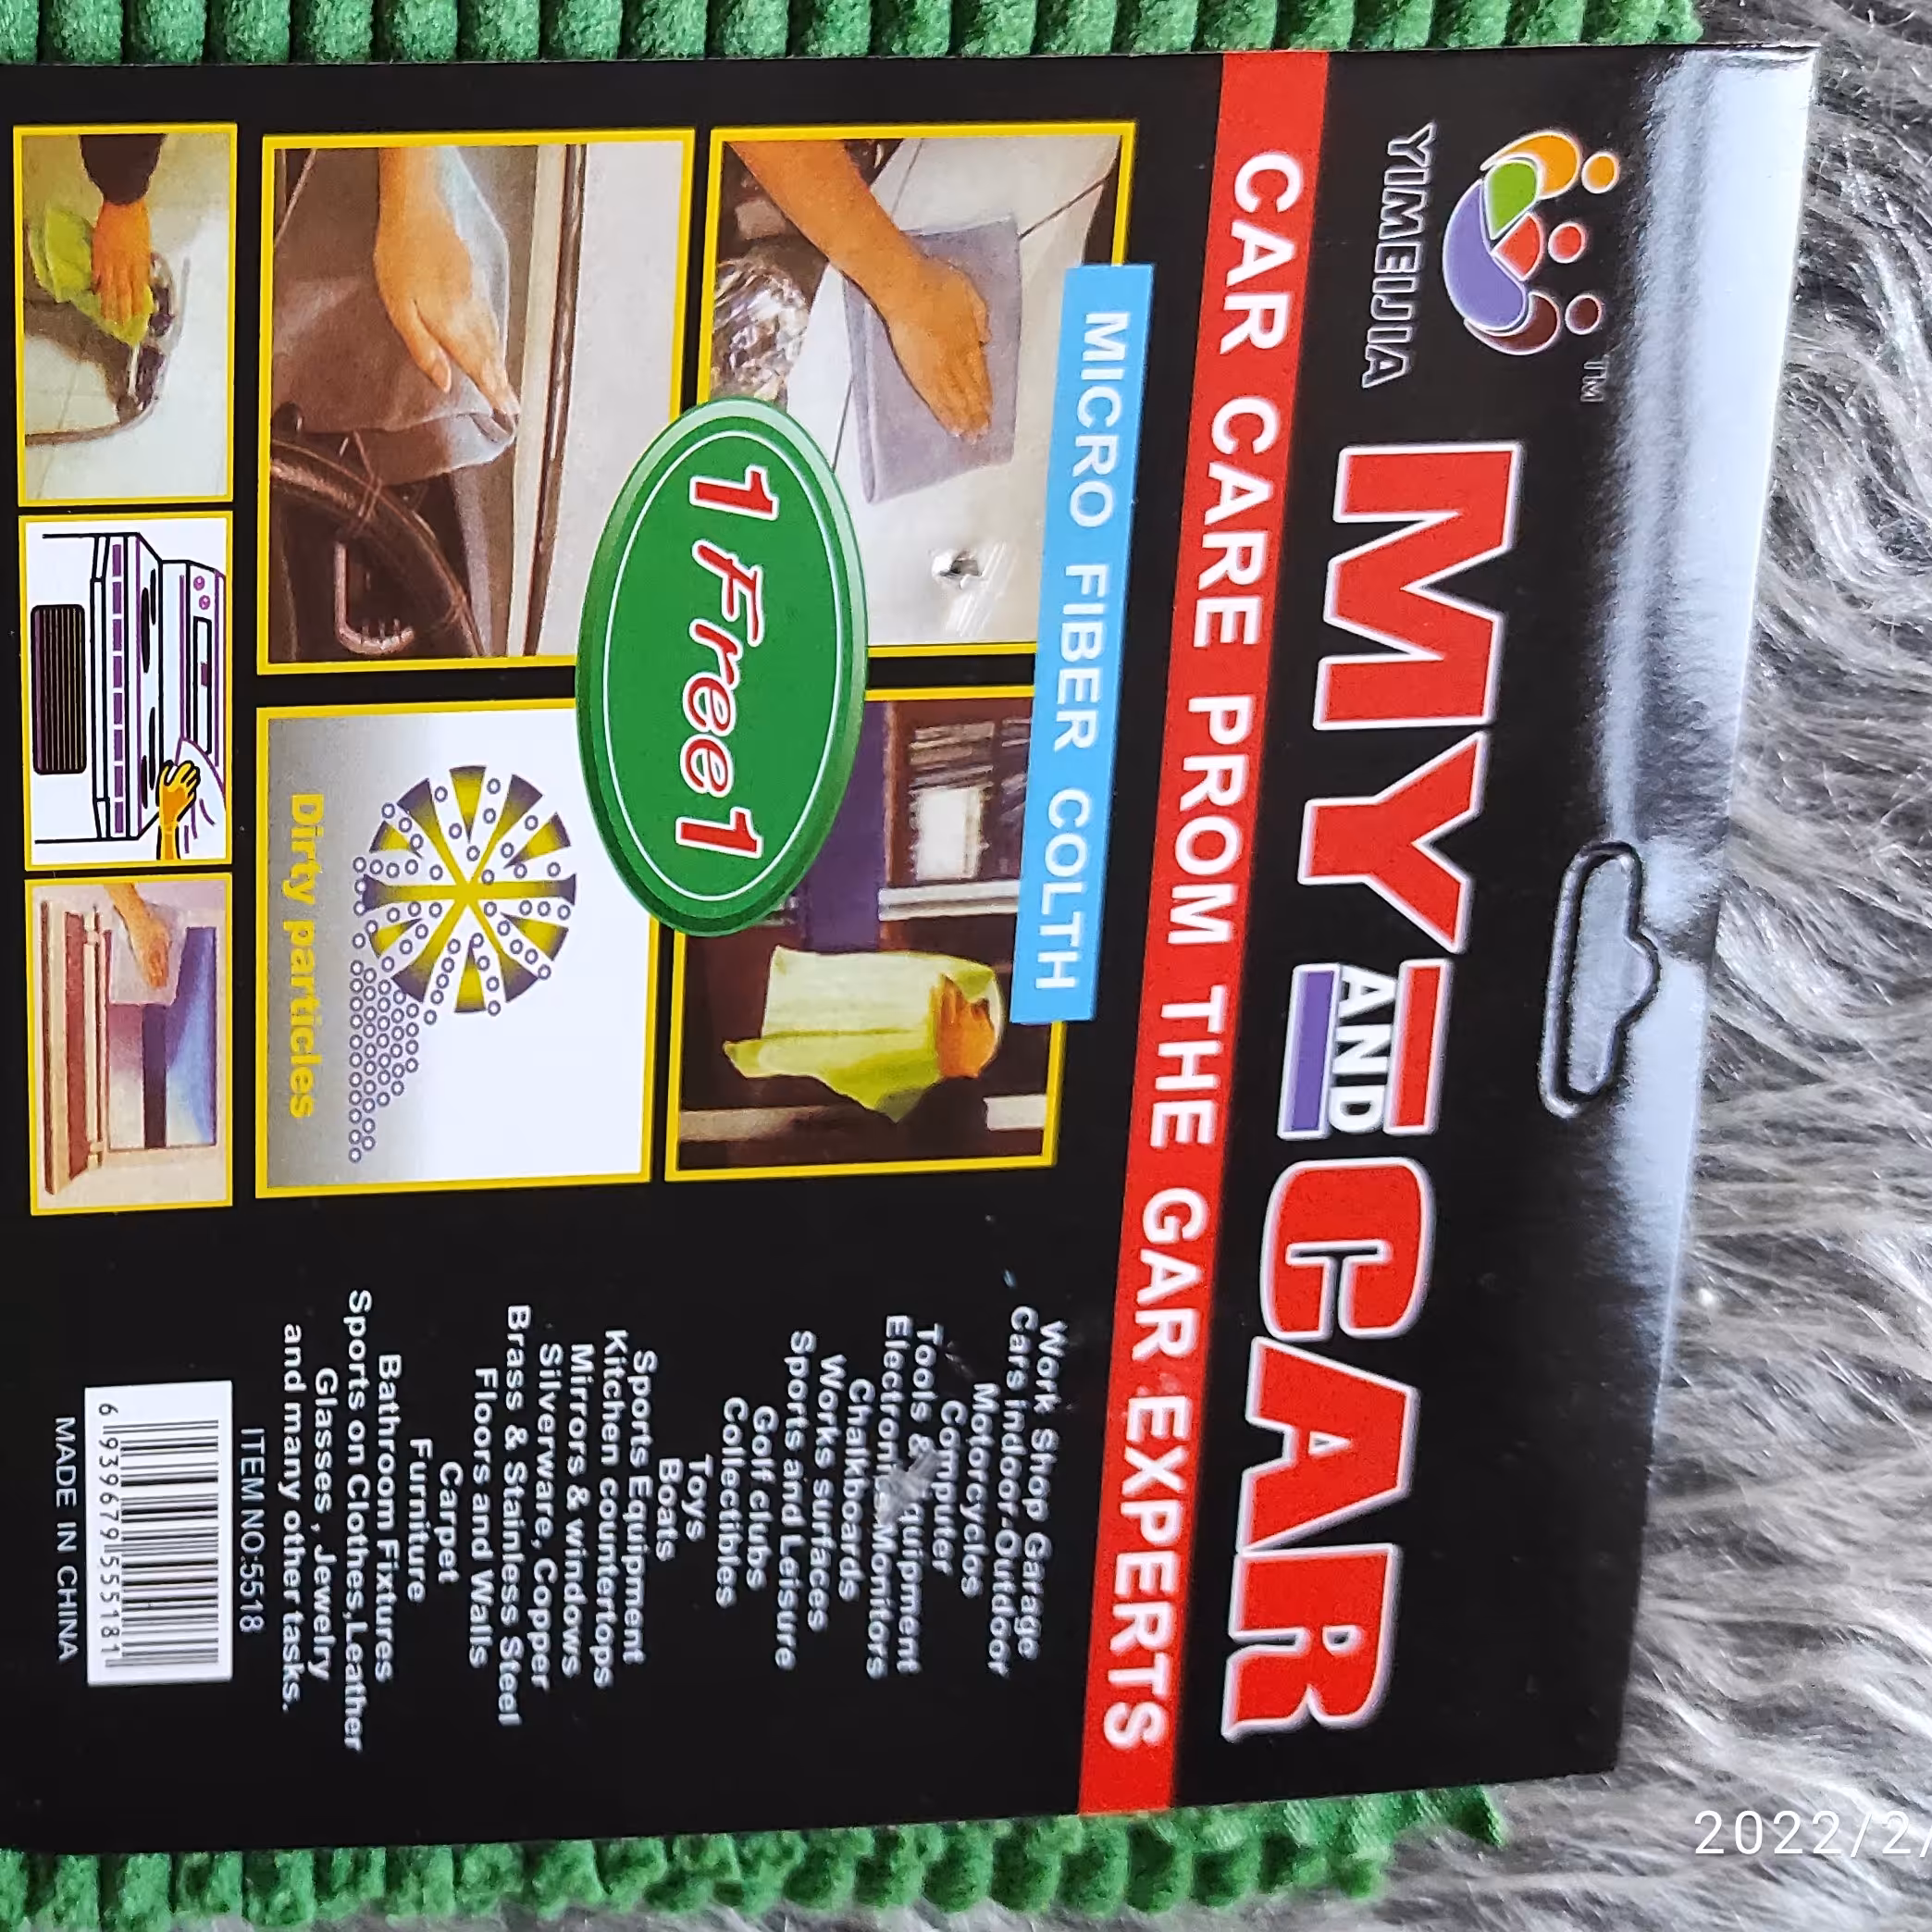 YIMEIJIA
TM
MY AND CAR
CAR CARE PROM THE GAR EXPERTS
MICRO FIBER COLTH
1 Free 1
Dirty particles
Work Shop Garage
Cars indoor-Outdoor
Motorcyclos
Computer
Tools & Equipment
Electronics Monitors
Chalkboards
Works surfaces
Sports and Leisture
Golf clubs
Collectibles
Toys
Boats
Sports Equipment
Kitchen countertops
Mirrors & windows
Silverware, Copper
Brass & Stainless Steel
Floors and Walls
Carpet
Furniture
Bathroom Fixtures
Sports on Clothes,Leather
Glasses , Jewelry
and many other tasks.
ITEM NO:5518
6 939679 555181
MADE IN CHINA
2022/2/